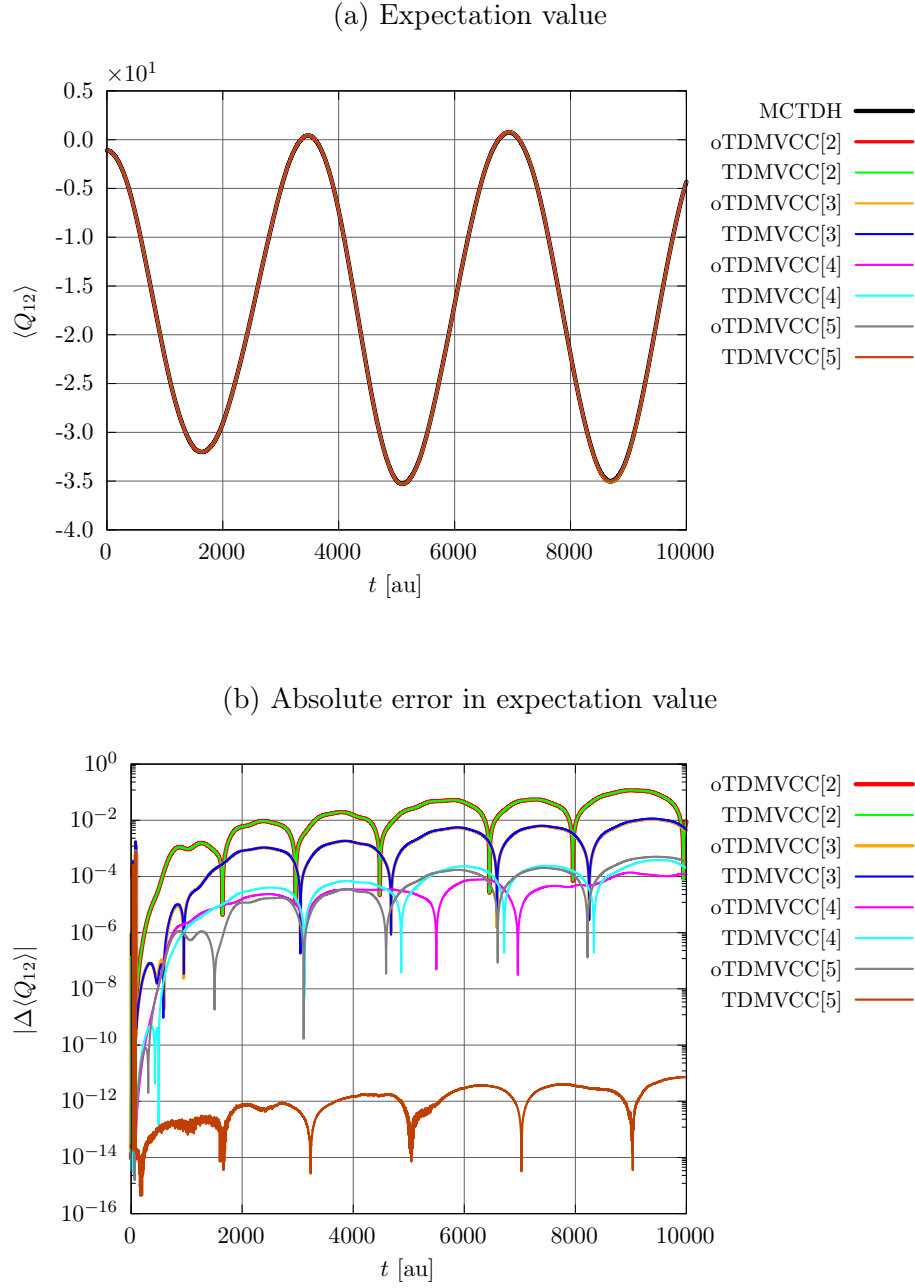 (a) Expectation value
×10¹
0.5
0.0
-0.5
-1.0
-1.5
-2.0
-2.5
-3.0
-3.5
-4.0
⟨Q₁₂⟩
0 2000 4000 6000 8000 10000
t [au]
MCTDH
oTDMVCC[2]
TDMVCC[2]
oTDMVCC[3]
TDMVCC[3]
oTDMVCC[4]
TDMVCC[4]
oTDMVCC[5]
TDMVCC[5]
(b) Absolute error in expectation value
10⁰
10⁻²
10⁻⁴
10⁻⁶
10⁻⁸
10⁻¹⁰
10⁻¹²
10⁻¹⁴
10⁻¹⁶
|Δ⟨Q₁₂⟩|
0 2000 4000 6000 8000 10000
t [au]
oTDMVCC[2]
TDMVCC[2]
oTDMVCC[3]
TDMVCC[3]
oTDMVCC[4]
TDMVCC[4]
oTDMVCC[5]
TDMVCC[5]